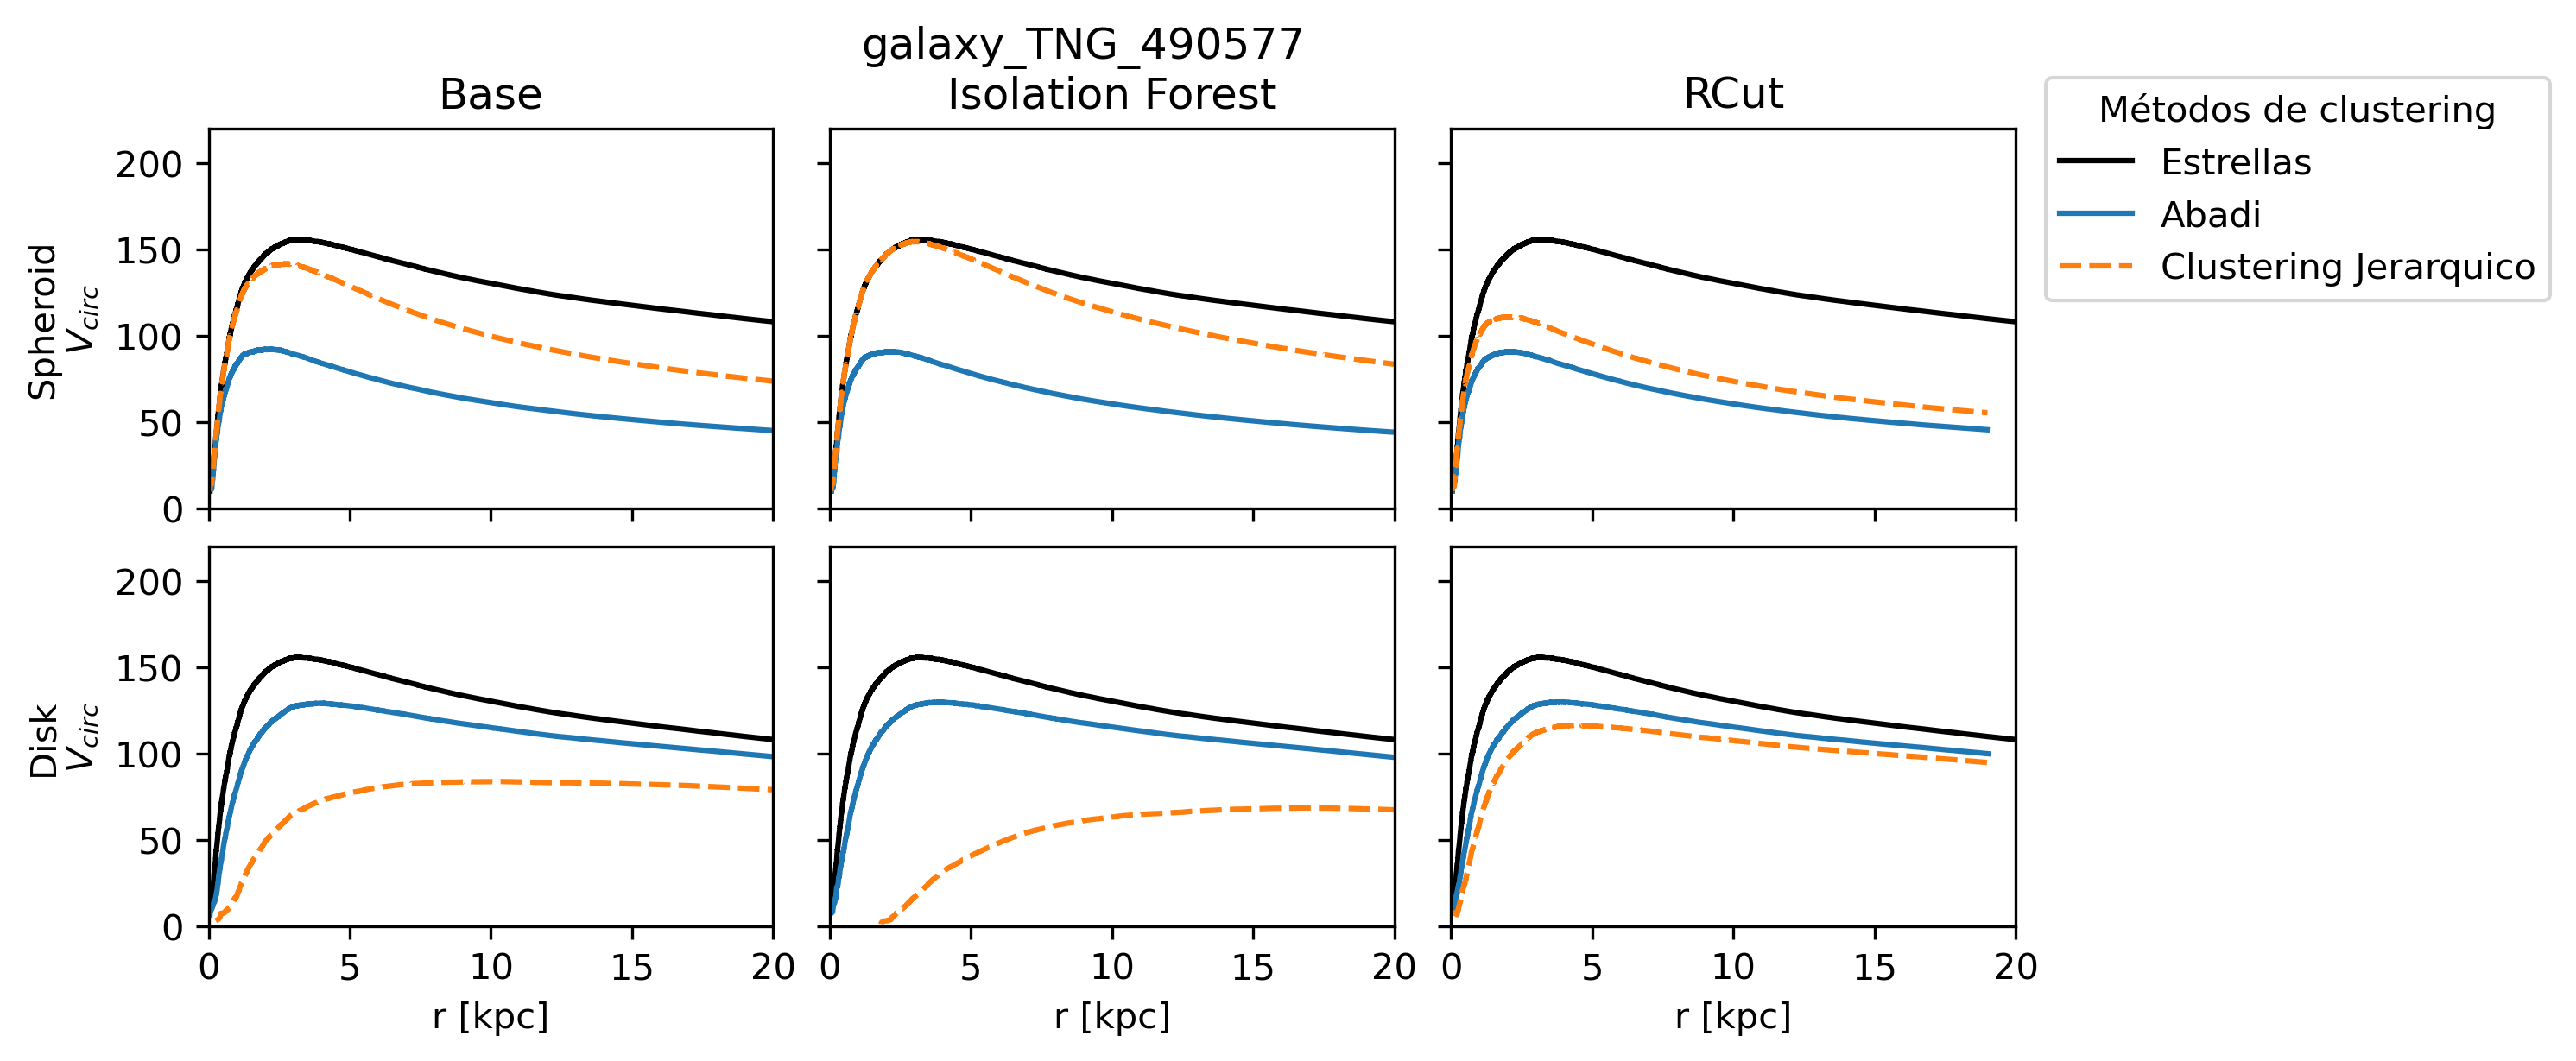 galaxy_TNG_490577
Base
Isolation Forest
RCut
Métodos de clustering
Estrellas
Abadi
Clustering Jerarquico
Spheroid
V_circ
200
150
100
50
0
Disk
V_circ
200
150
100
50
0
0 5 10 15 20
0 5 10 15 20
0 5 10 15 20
r [kpc]
r [kpc]
r [kpc]